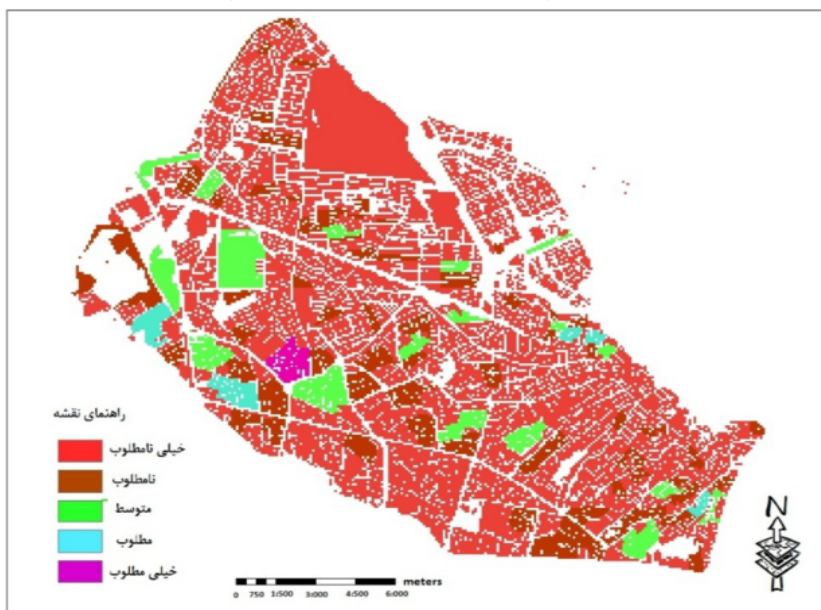 راهنمای نقشه
خیلی نامطلوب
نامطلوب
متوسط
مطلوب
خیلی مطلوب
N
meters
0 750 1:500 3:000 4:500 6:000